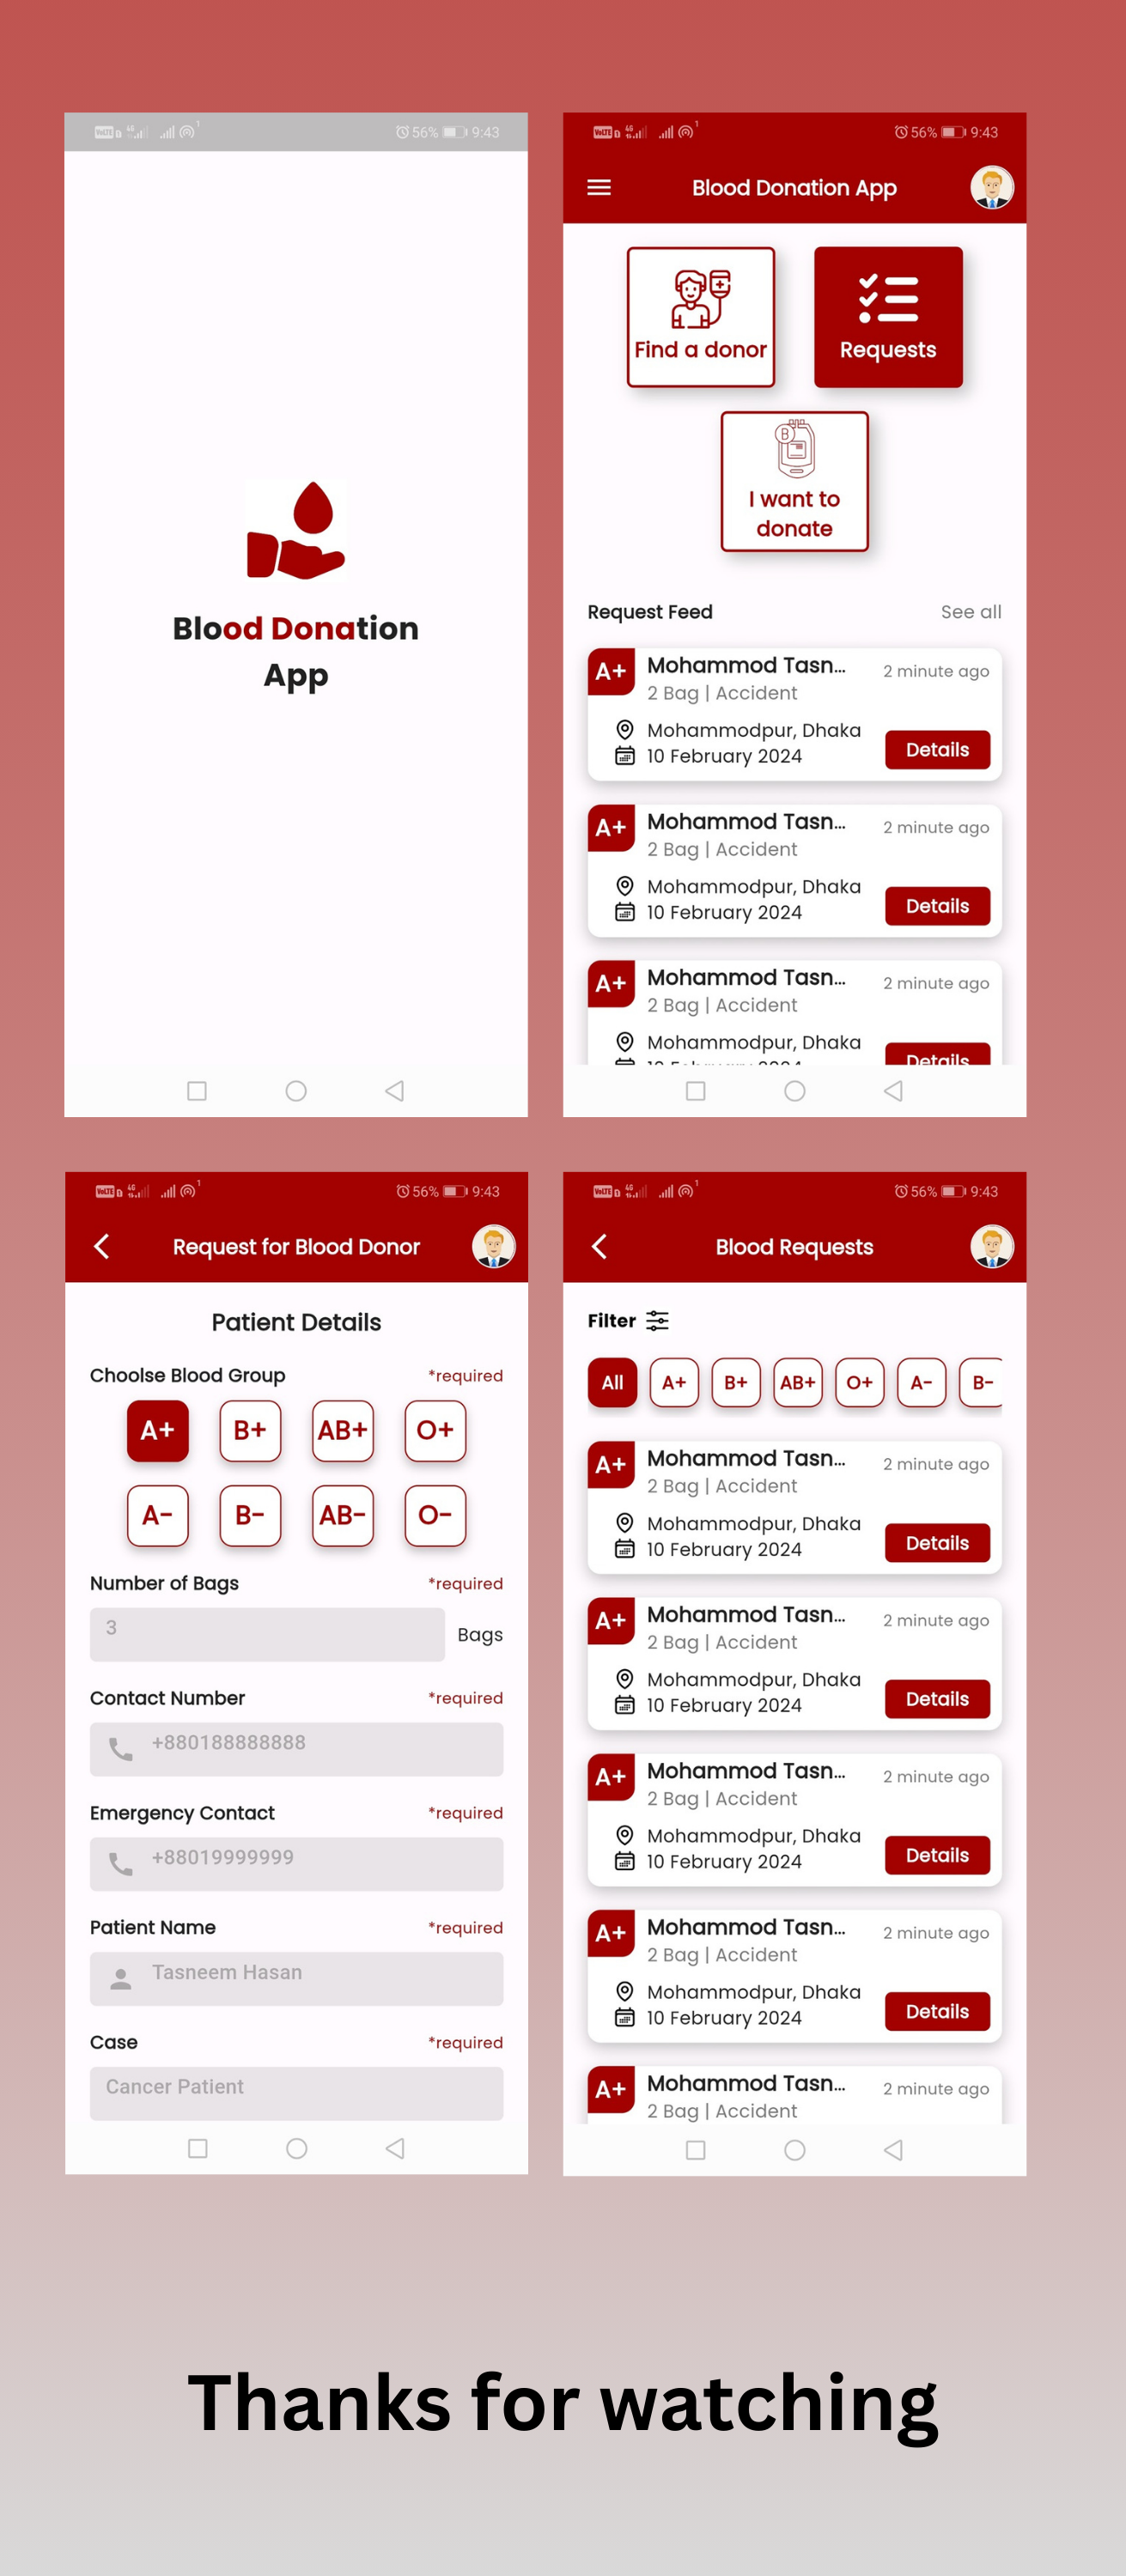 56% 9:43
Blood Donation
App
56% 9:43
Blood Donation App
Find a donor
Requests
B
I want to
donate
Request Feed See all
A+ Mohammod Tasn... 2 minute ago
2 Bag | Accident
Mohammodpur, Dhaka
10 February 2024 Details
A+ Mohammod Tasn... 2 minute ago
2 Bag | Accident
Mohammodpur, Dhaka
10 February 2024 Details
A+ Mohammod Tasn... 2 minute ago
2 Bag | Accident
Mohammodpur, Dhaka
10 February 2024 Details
56% 9:43
Request for Blood Donor
Patient Details
Choolse Blood Group *required
A+ B+ AB+ O+
A- B- AB- O-
Number of Bags *required
3 Bags
Contact Number *required
+880188888888
Emergency Contact *required
+88019999999
Patient Name *required
Tasneem Hasan
Case *required
Cancer Patient
56% 9:43
Blood Requests
Filter
All A+ B+ AB+ O+ A- B-
A+ Mohammod Tasn... 2 minute ago
2 Bag | Accident
Mohammodpur, Dhaka
10 February 2024 Details
A+ Mohammod Tasn... 2 minute ago
2 Bag | Accident
Mohammodpur, Dhaka
10 February 2024 Details
A+ Mohammod Tasn... 2 minute ago
2 Bag | Accident
Mohammodpur, Dhaka
10 February 2024 Details
A+ Mohammod Tasn... 2 minute ago
2 Bag | Accident
Mohammodpur, Dhaka
10 February 2024 Details
A+ Mohammod Tasn... 2 minute ago
2 Bag | Accident
Thanks for watching